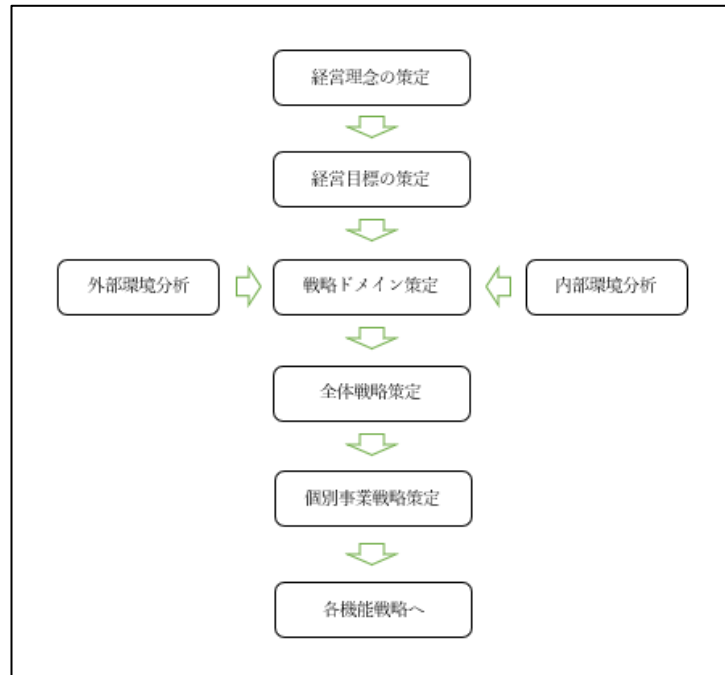 経営理念の策定
経営目標の策定
外部環境分析
戦略ドメイン策定
内部環境分析
全体戦略策定
個別事業戦略策定
各機能戦略へ